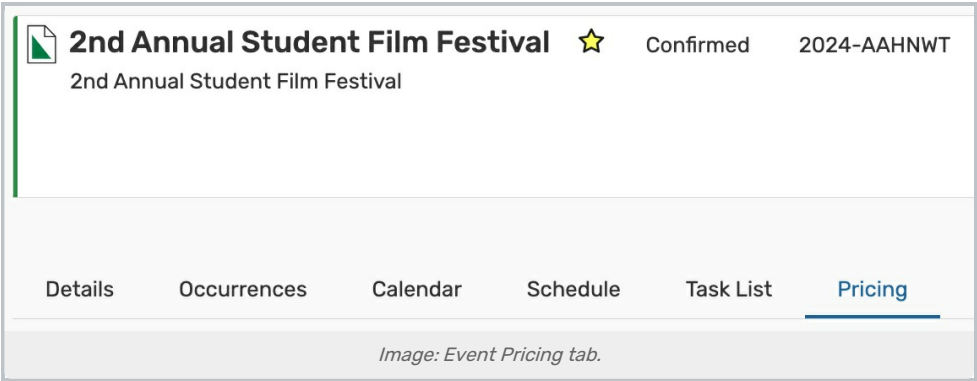 2nd Annual Student Film Festival Confirmed 2024-AAHNWT
2nd Annual Student Film Festival
Details Occurrences Calendar Schedule Task List Pricing
Image: Event Pricing tab.